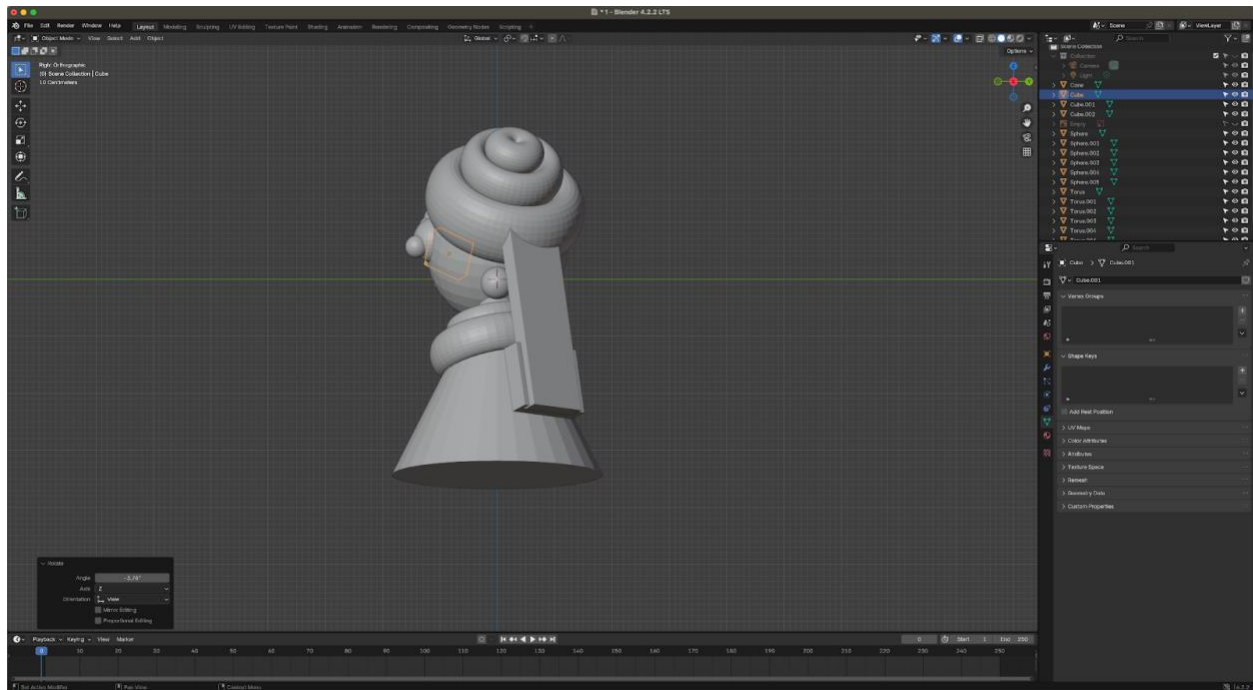 * 1 - Blender 4.2.2 LTS
File Edit Render Window Help Layout Modeling Sculpting UV Editing Texture Paint Shading Animation Rendering Compositing Geometry Nodes Scripting + Scene ViewLayer
Object Mode View Select Add Object Global Search
Options
Right Orthographic
(0) Scene Collection | Cube
10 Centimeters
Scene Collection
Collection
Camera
Light
Cone
Cube
Cube.001
Cube.002
Empty
Sphere
Sphere.001
Sphere.002
Sphere.003
Sphere.004
Torus
Torus.001
Torus.002
Torus.003
Torus.004
Search
Cube > Cube.001
Cube.001
Vertex Groups
Shape Keys
Add Rest Position
UV Maps
Color Attributes
Attributes
Texture Space
Remesh
Geometry Data
Custom Properties
Rotate
Angle
Axis Z
Orientation View
Mirror Editing
Proportional Editing
Playback Keying View Marker 0 Start 1 End 250
0 10 20 30 40 50 60 70 80 90 100 110 120 130 140 150 160 170 180 190 200 210 220 230 240 250
Set Active Modifier Pan View Context Menu 4.2.2